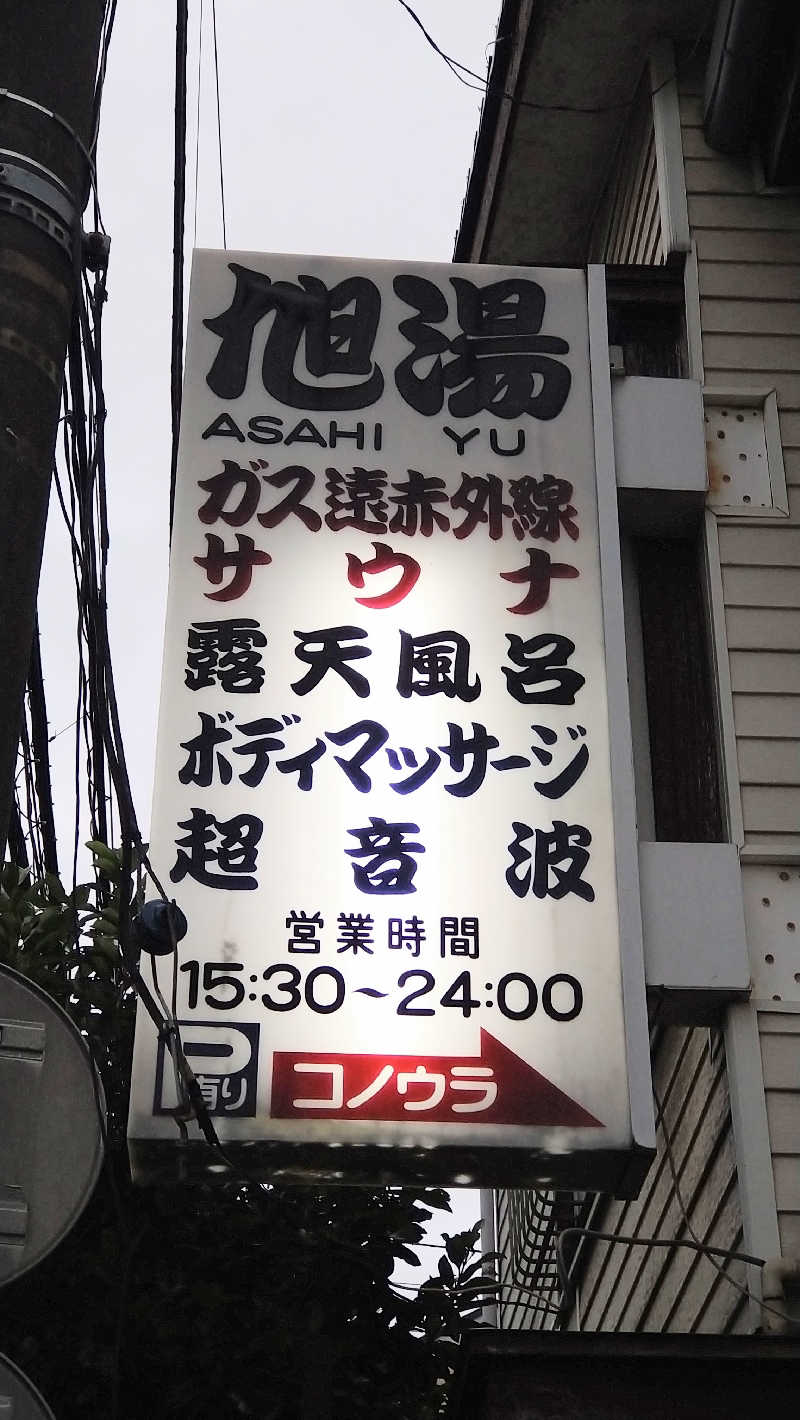 旭湯
ASAHI YU
ガス遠赤外線
サウナ
露天風呂
ボディマッサージ
超音波
営業時間
15:30~24:00
P有り
コノウラ